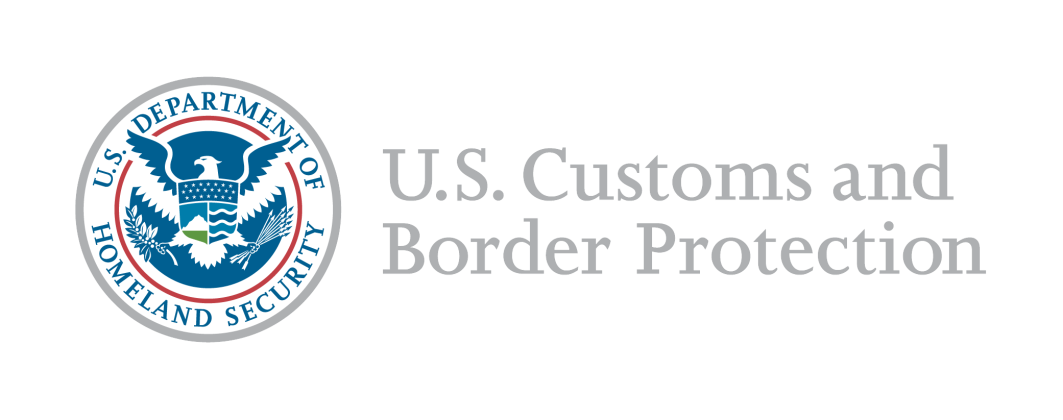 U.S. DEPARTMENT OF
HOMELAND SECURITY
U.S. Customs and
Border Protection